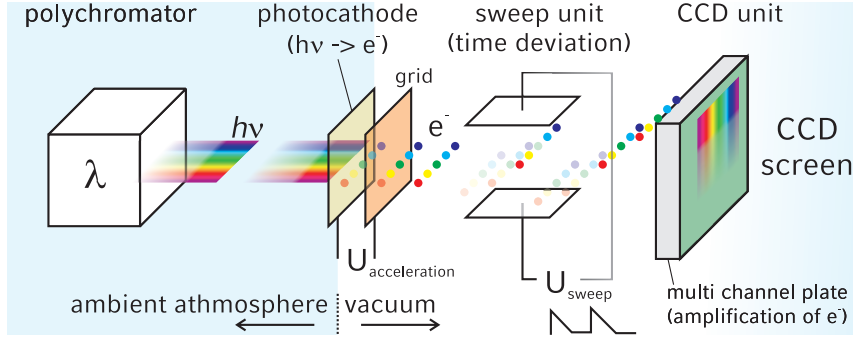 polychromator
photocathode
(hν -> e⁻)
sweep unit
(time deviation)
CCD unit
grid
hν
e⁻
λ
CCD
screen
U acceleration
U sweep
multi channel plate
(amplification of e⁻)
ambient athmosphere
vacuum